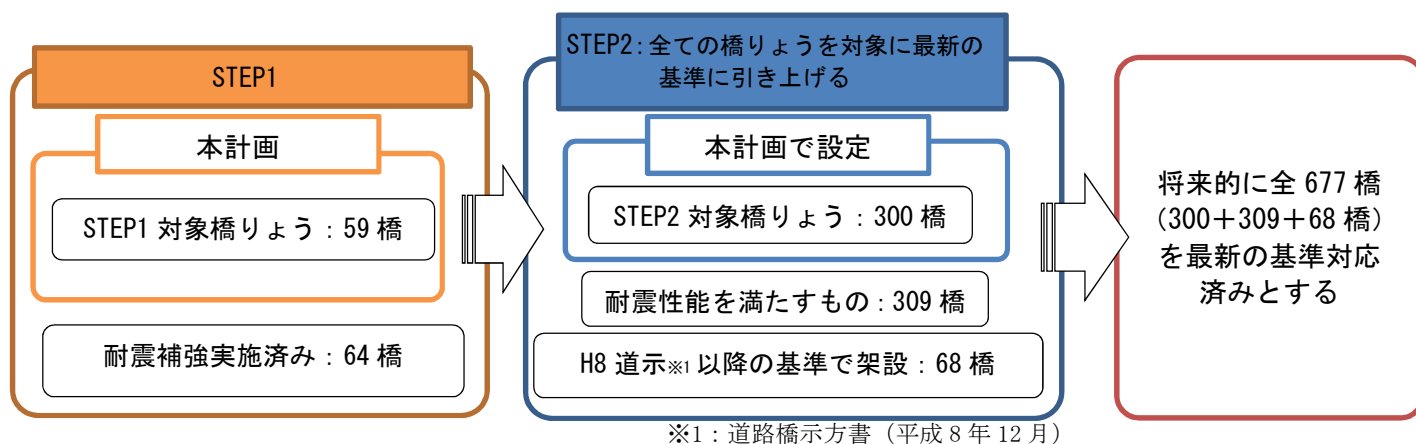 STEP1
本計画
STEP1 対象橋りょう：59 橋
耐震補強実施済み：64 橋
STEP2：全ての橋りょうを対象に最新の
基準に引き上げる
本計画で設定
STEP2 対象橋りょう：300 橋
耐震性能を満たすもの：309 橋
H8 道示※1 以降の基準で架設：68 橋
将来的に全 677 橋
（300＋309＋68 橋）
を最新の基準対応
済みとする
※1：道路橋示方書（平成 8 年 12 月）